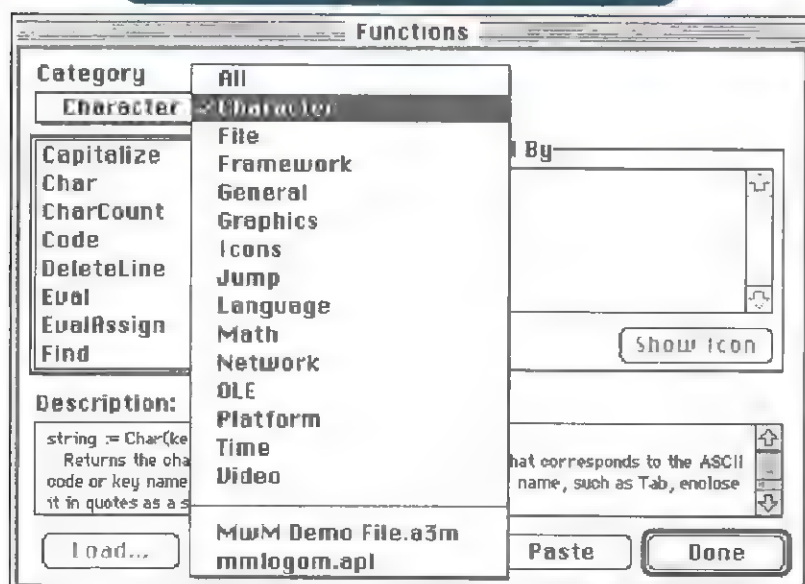 Functions
Category
Character
All
Character
File
Framework
General
Graphics
Icons
Jump
Language
Math
Network
OLE
Platform
Time
Video
MwM Demo File.a3m
mmlogom.apl
Capitalize
Char
CharCount
Code
DeleteLine
Eval
EvalAssign
Find
By
Show Icon
Description:
string := Char(ke
Returns the cha hat corresponds to the ASCII
code or key name name, such as Tab, enclose
it in quotes as a s
Load...
Paste
Done